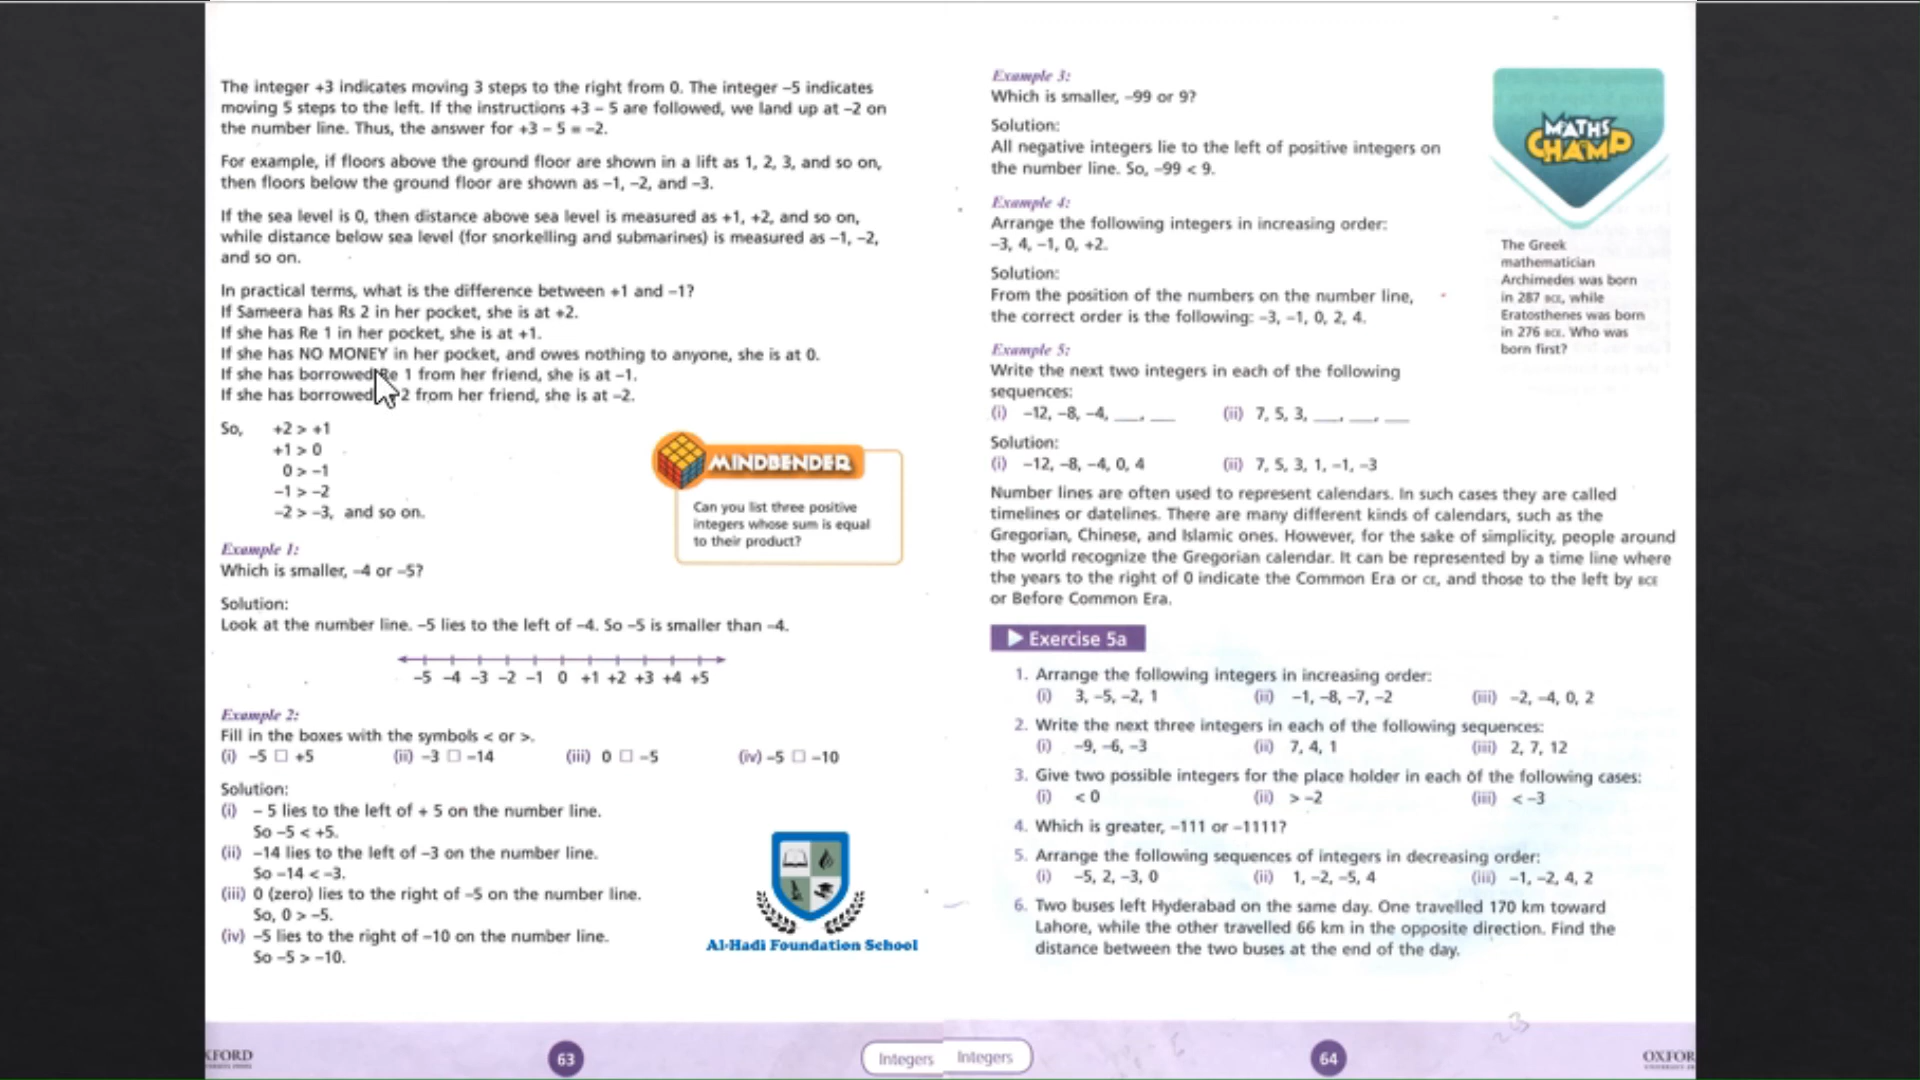 The integer +3 indicates moving 3 steps to the right from 0. The integer –5 indicates
moving 5 steps to the left. If the instructions +3 – 5 are followed, we land up at –2 on
the number line. Thus, the answer for +3 – 5 = –2.
For example, if floors above the ground floor are shown in a lift as 1, 2, 3, and so on,
then floors below the ground floor are shown as –1, –2, and –3.
If the sea level is 0, then distance above sea level is measured as +1, +2, and so on,
while distance below sea level (for snorkelling and submarines) is measured as –1, –2,
and so on.
In practical terms, what is the difference between +1 and –1?
If Sameera has Rs 2 in her pocket, she is at +2.
If she has Re 1 in her pocket, she is at +1.
If she has NO MONEY in her pocket, and owes nothing to anyone, she is at 0.
If she has borrowed Re 1 from her friend, she is at –1.
If she has borrowed 2 from her friend, she is at –2.
So, +2 > +1
+1 > 0
0 > –1
–1 > –2
–2 > –3, and so on.
MINDBENDER
Can you list three positive
integers whose sum is equal
to their product?
Example 1:
Which is smaller, –4 or –5?
Solution:
Look at the number line. –5 lies to the left of –4. So –5 is smaller than –4.
–5 –4 –3 –2 –1 0 +1 +2 +3 +4 +5
Example 2:
Fill in the boxes with the symbols < or >.
(i) –5 □ +5 (ii) –3 □ –14 (iii) 0 □ –5 (iv) –5 □ –10
Solution:
(i) – 5 lies to the left of + 5 on the number line.
So –5 < +5.
(ii) –14 lies to the left of –3 on the number line.
So –14 < –3.
(iii) 0 (zero) lies to the right of –5 on the number line.
So, 0 > –5.
(iv) –5 lies to the right of –10 on the number line.
So –5 > –10.
Al-Hadi Foundation School
XFORD
63
Integers
Example 3:
Which is smaller, –99 or 9?
Solution:
All negative integers lie to the left of positive integers on
the number line. So, –99 < 9.
Example 4:
Arrange the following integers in increasing order:
–3, 4, –1, 0, +2.
Solution:
From the position of the numbers on the number line,
the correct order is the following: –3, –1, 0, 2, 4.
MATHS
CHAMP
The Greek
mathematician
Archimedes was born
in 287 BCE, while
Eratosthenes was born
in 276 BCE. Who was
born first?
Example 5:
Write the next two integers in each of the following
sequences:
(i) –12, –8, –4, __, __ (ii) 7, 5, 3, __, __, __
Solution:
(i) –12, –8, –4, 0, 4 (ii) 7, 5, 3, 1, –1, –3
Number lines are often used to represent calendars. In such cases they are called
timelines or datelines. There are many different kinds of calendars, such as the
Gregorian, Chinese, and Islamic ones. However, for the sake of simplicity, people around
the world recognize the Gregorian calendar. It can be represented by a time line where
the years to the right of 0 indicate the Common Era or CE, and those to the left by BCE
or Before Common Era.
Exercise 5a
1. Arrange the following integers in increasing order:
(i) 3, –5, –2, 1 (ii) –1, –8, –7, –2 (iii) –2, –4, 0, 2
2. Write the next three integers in each of the following sequences:
(i) –9, –6, –3 (ii) 7, 4, 1 (iii) 2, 7, 12
3. Give two possible integers for the place holder in each of the following cases:
(i) < 0 (ii) > –2 (iii) < –3
4. Which is greater, –111 or –1111?
5. Arrange the following sequences of integers in decreasing order:
(i) –5, 2, –3, 0 (ii) 1, –2, –5, 4 (iii) –1, –2, 4, 2
6. Two buses left Hyderabad on the same day. One travelled 170 km toward
Lahore, while the other travelled 66 km in the opposite direction. Find the
distance between the two buses at the end of the day.
Integers
64
OXFOR